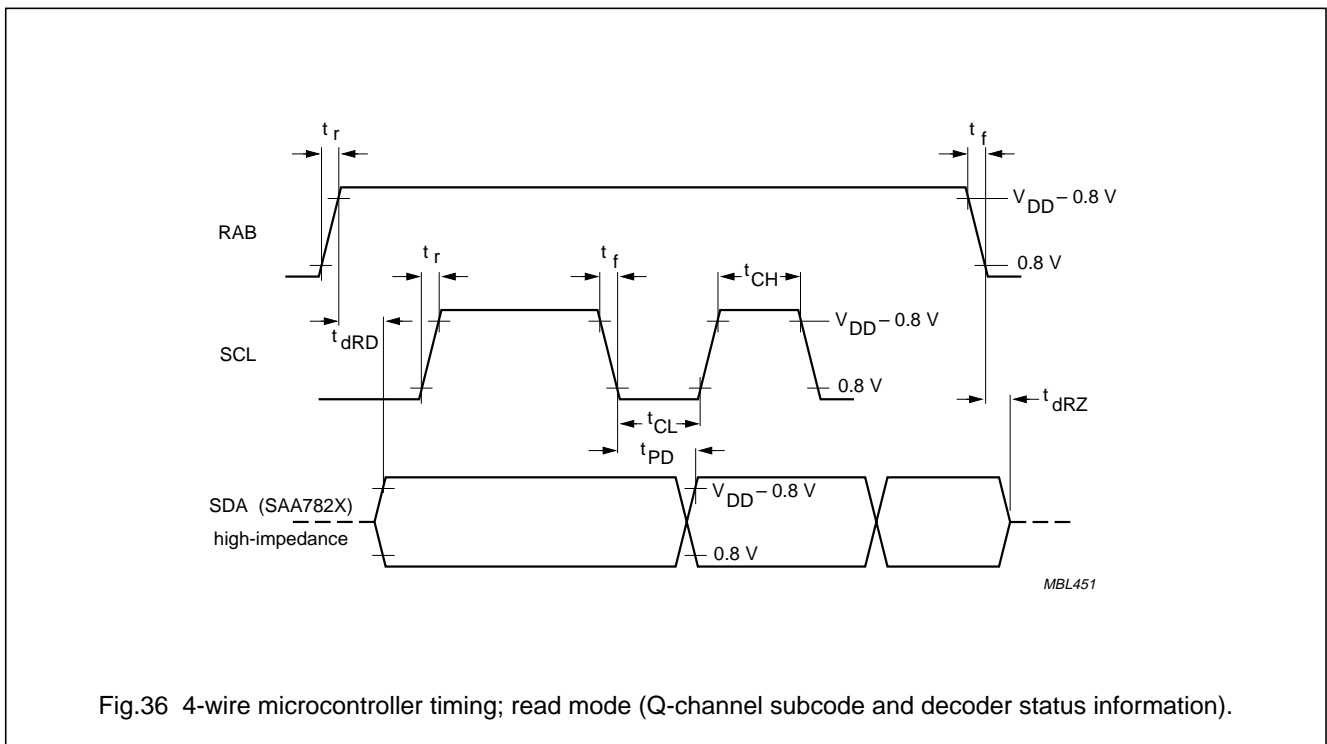 t r
t f
V DD – 0.8 V
RAB
0.8 V
t r
t f
t CH
V DD – 0.8 V
t dRD
SCL
0.8 V
t dRZ
t CL
t PD
SDA (SAA782X)
V DD – 0.8 V
high-impedance
0.8 V
MBL451
Fig.36 4-wire microcontroller timing; read mode (Q-channel subcode and decoder status information).